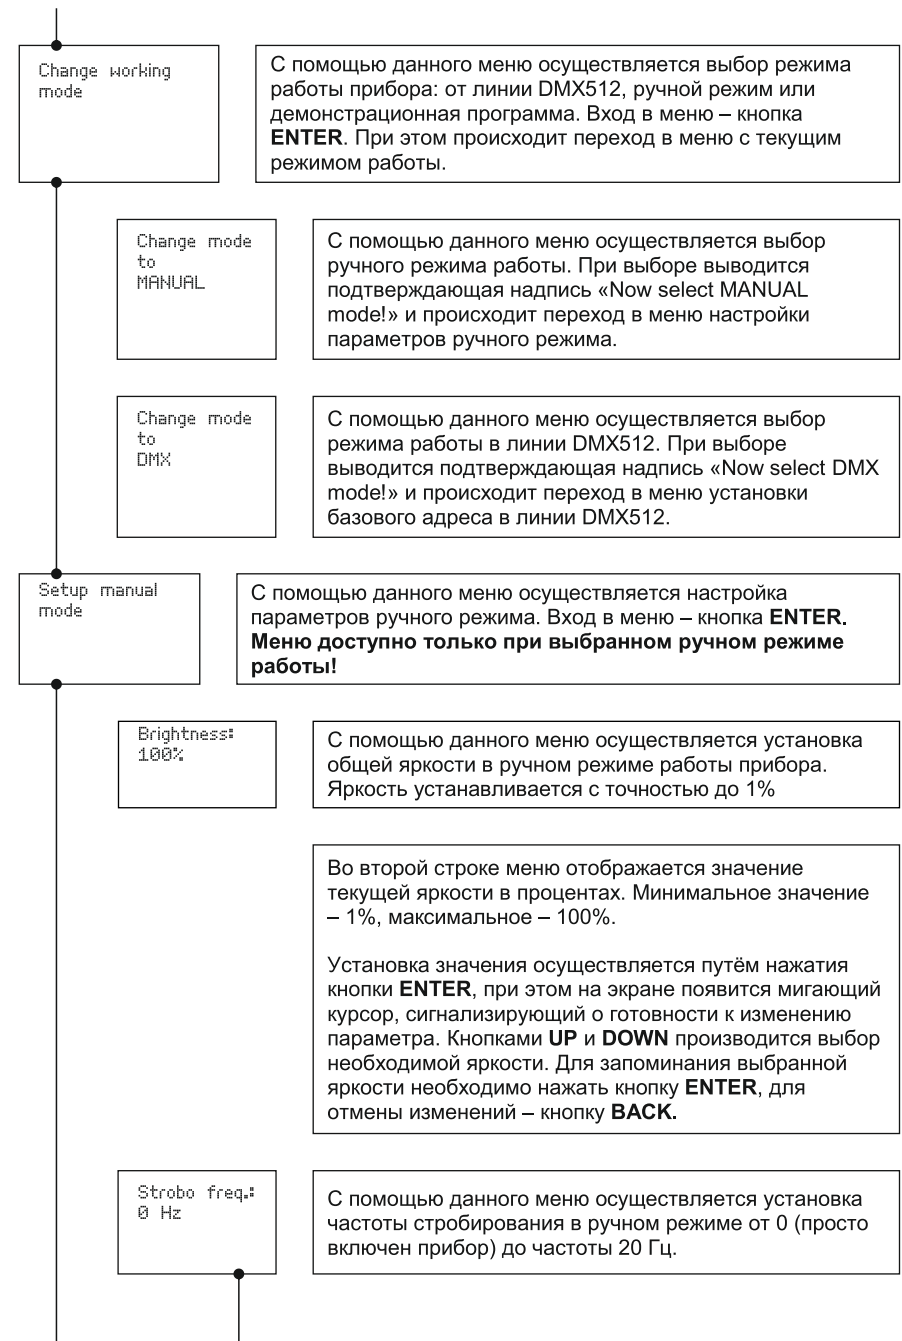 Change working
mode
С помощью данного меню осуществляется выбор режима
работы прибора: от линии DMX512, ручной режим или
демонстрационная программа. Вход в меню – кнопка
ENTER. При этом происходит переход в меню с текущим
режимом работы.
Change mode
to
MANUAL
С помощью данного меню осуществляется выбор
ручного режима работы. При выборе выводится
подтверждающая надпись «Now select MANUAL
mode!» и происходит переход в меню настройки
параметров ручного режима.
Change mode
to
DMX
С помощью данного меню осуществляется выбор
режима работы в линии DMX512. При выборе
выводится подтверждающая надпись «Now select DMX
mode!» и происходит переход в меню установки
базового адреса в линии DMX512.
Setup manual
mode
С помощью данного меню осуществляется настройка
параметров ручного режима. Вход в меню – кнопка ENTER.
Меню доступно только при выбранном ручном режиме
работы!
Brightness:
100%
С помощью данного меню осуществляется установка
общей яркости в ручном режиме работы прибора.
Яркость устанавливается с точностью до 1%
Во второй строке меню отображается значение
текущей яркости в процентах. Минимальное значение
– 1%, максимальное – 100%.
Установка значения осуществляется путём нажатия
кнопки ENTER, при этом на экране появится мигающий
курсор, сигнализирующий о готовности к изменению
параметра. Кнопками UP и DOWN производится выбор
необходимой яркости. Для запоминания выбранной
яркости необходимо нажать кнопку ENTER, для
отмены изменений – кнопку BACK.
Strobo freq.:
0 Hz
С помощью данного меню осуществляется установка
частоты стробирования в ручном режиме от 0 (просто
включен прибор) до частоты 20 Гц.